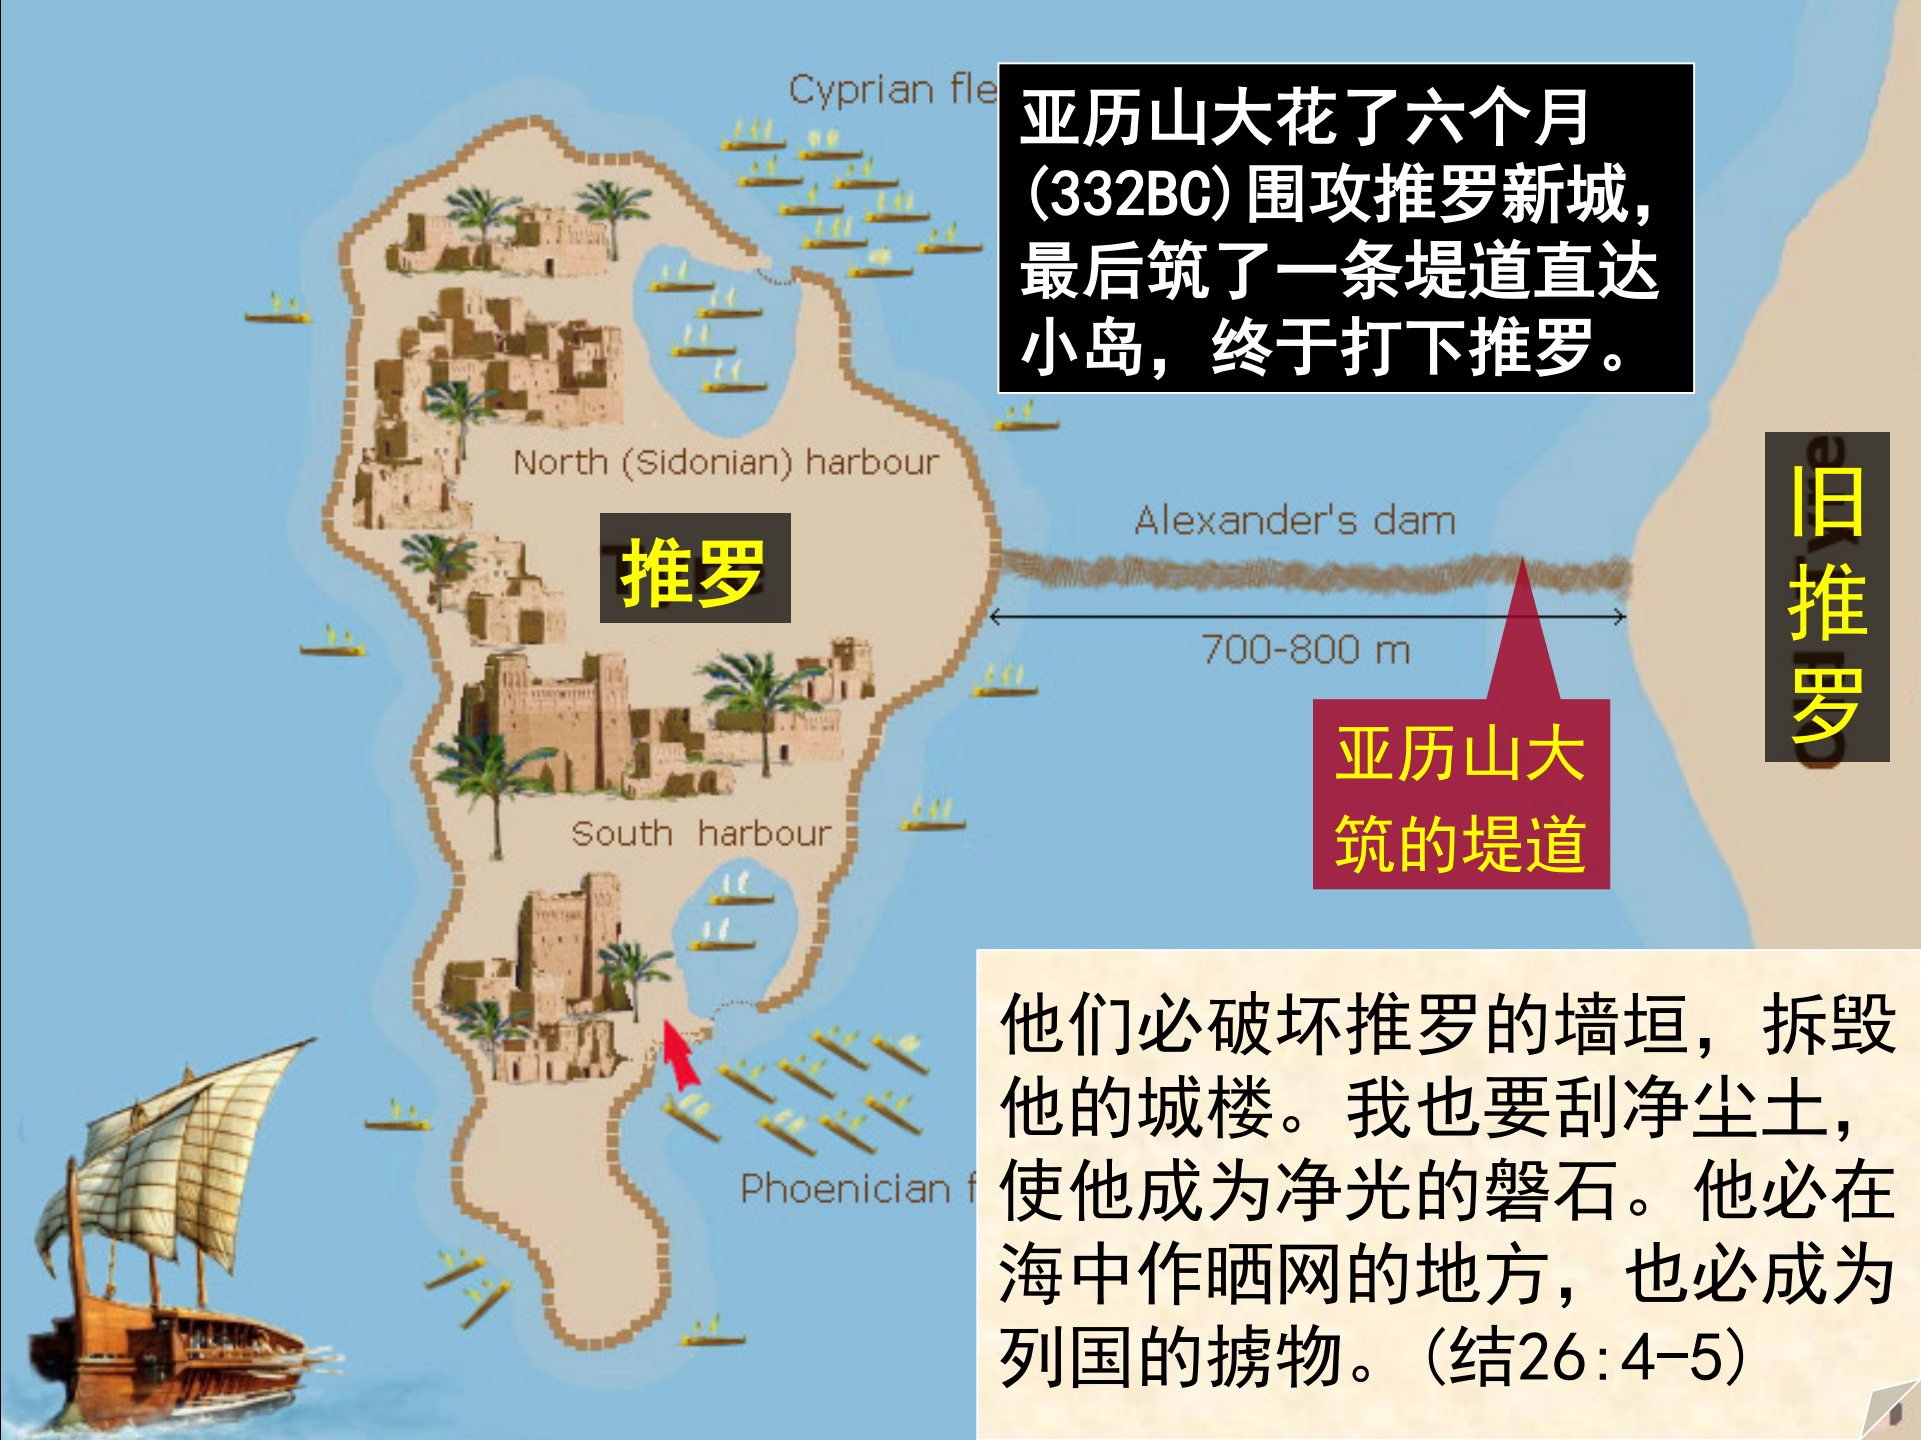 Cyprian fle
亚历山大花了六个月
(332BC)围攻推罗新城，
最后筑了一条堤道直达
小岛，终于打下推罗。
North (Sidonian) harbour
推罗
Alexander's dam
700-800 m
旧
推
罗
亚历山大
筑的堤道
South harbour
Phoenician f
他们必破坏推罗的墙垣，拆毁
他的城楼。我也要刮净尘土，
使他成为净光的磐石。他必在
海中作晒网的地方，也必成为
列国的掳物。(结26:4-5)